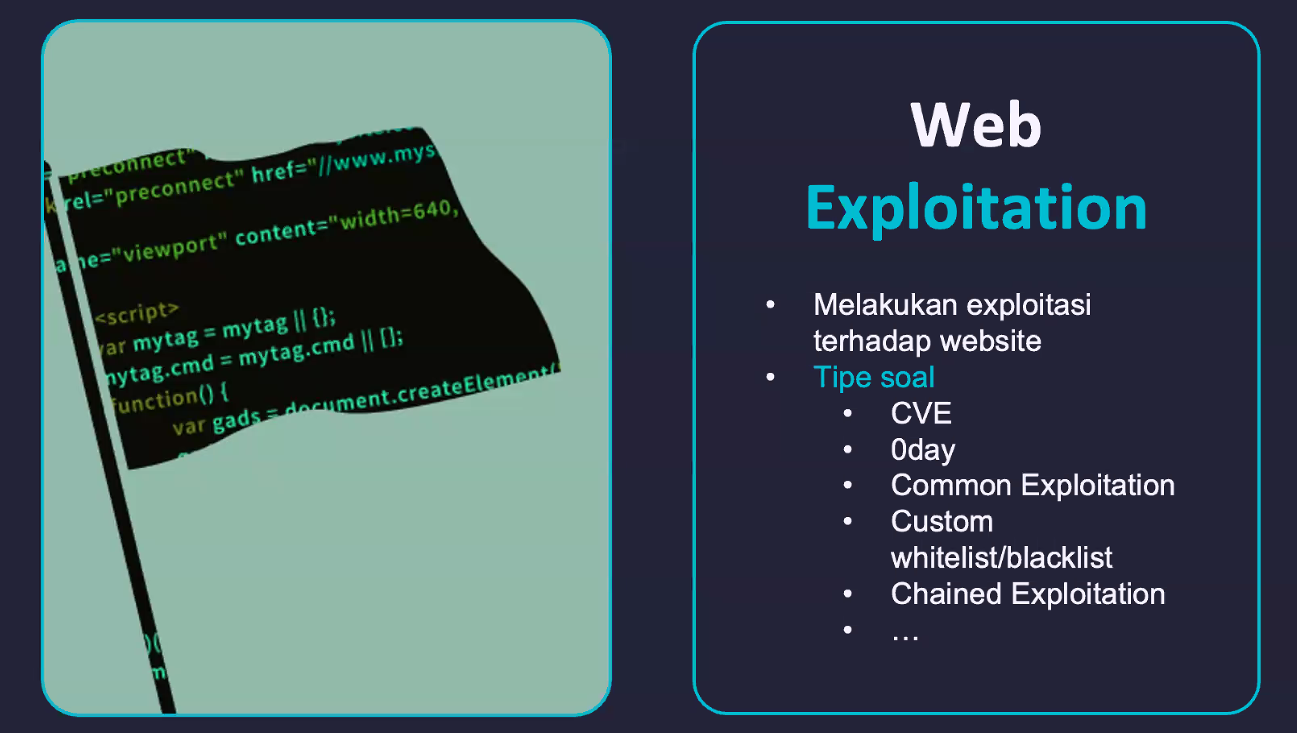 ="preconnect"
rel="preconnect" href="//www.mys
ame="viewport" content="width=640,
<script>
var mytag = mytag || {};
mytag.cmd = mytag.cmd || [];
function() {
var gads = document.createElement(
)(
m
Web
Exploitation
• Melakukan exploitasi
terhadap website
• Tipe soal
• CVE
• 0day
• Common Exploitation
• Custom
whitelist/blacklist
• Chained Exploitation
• …